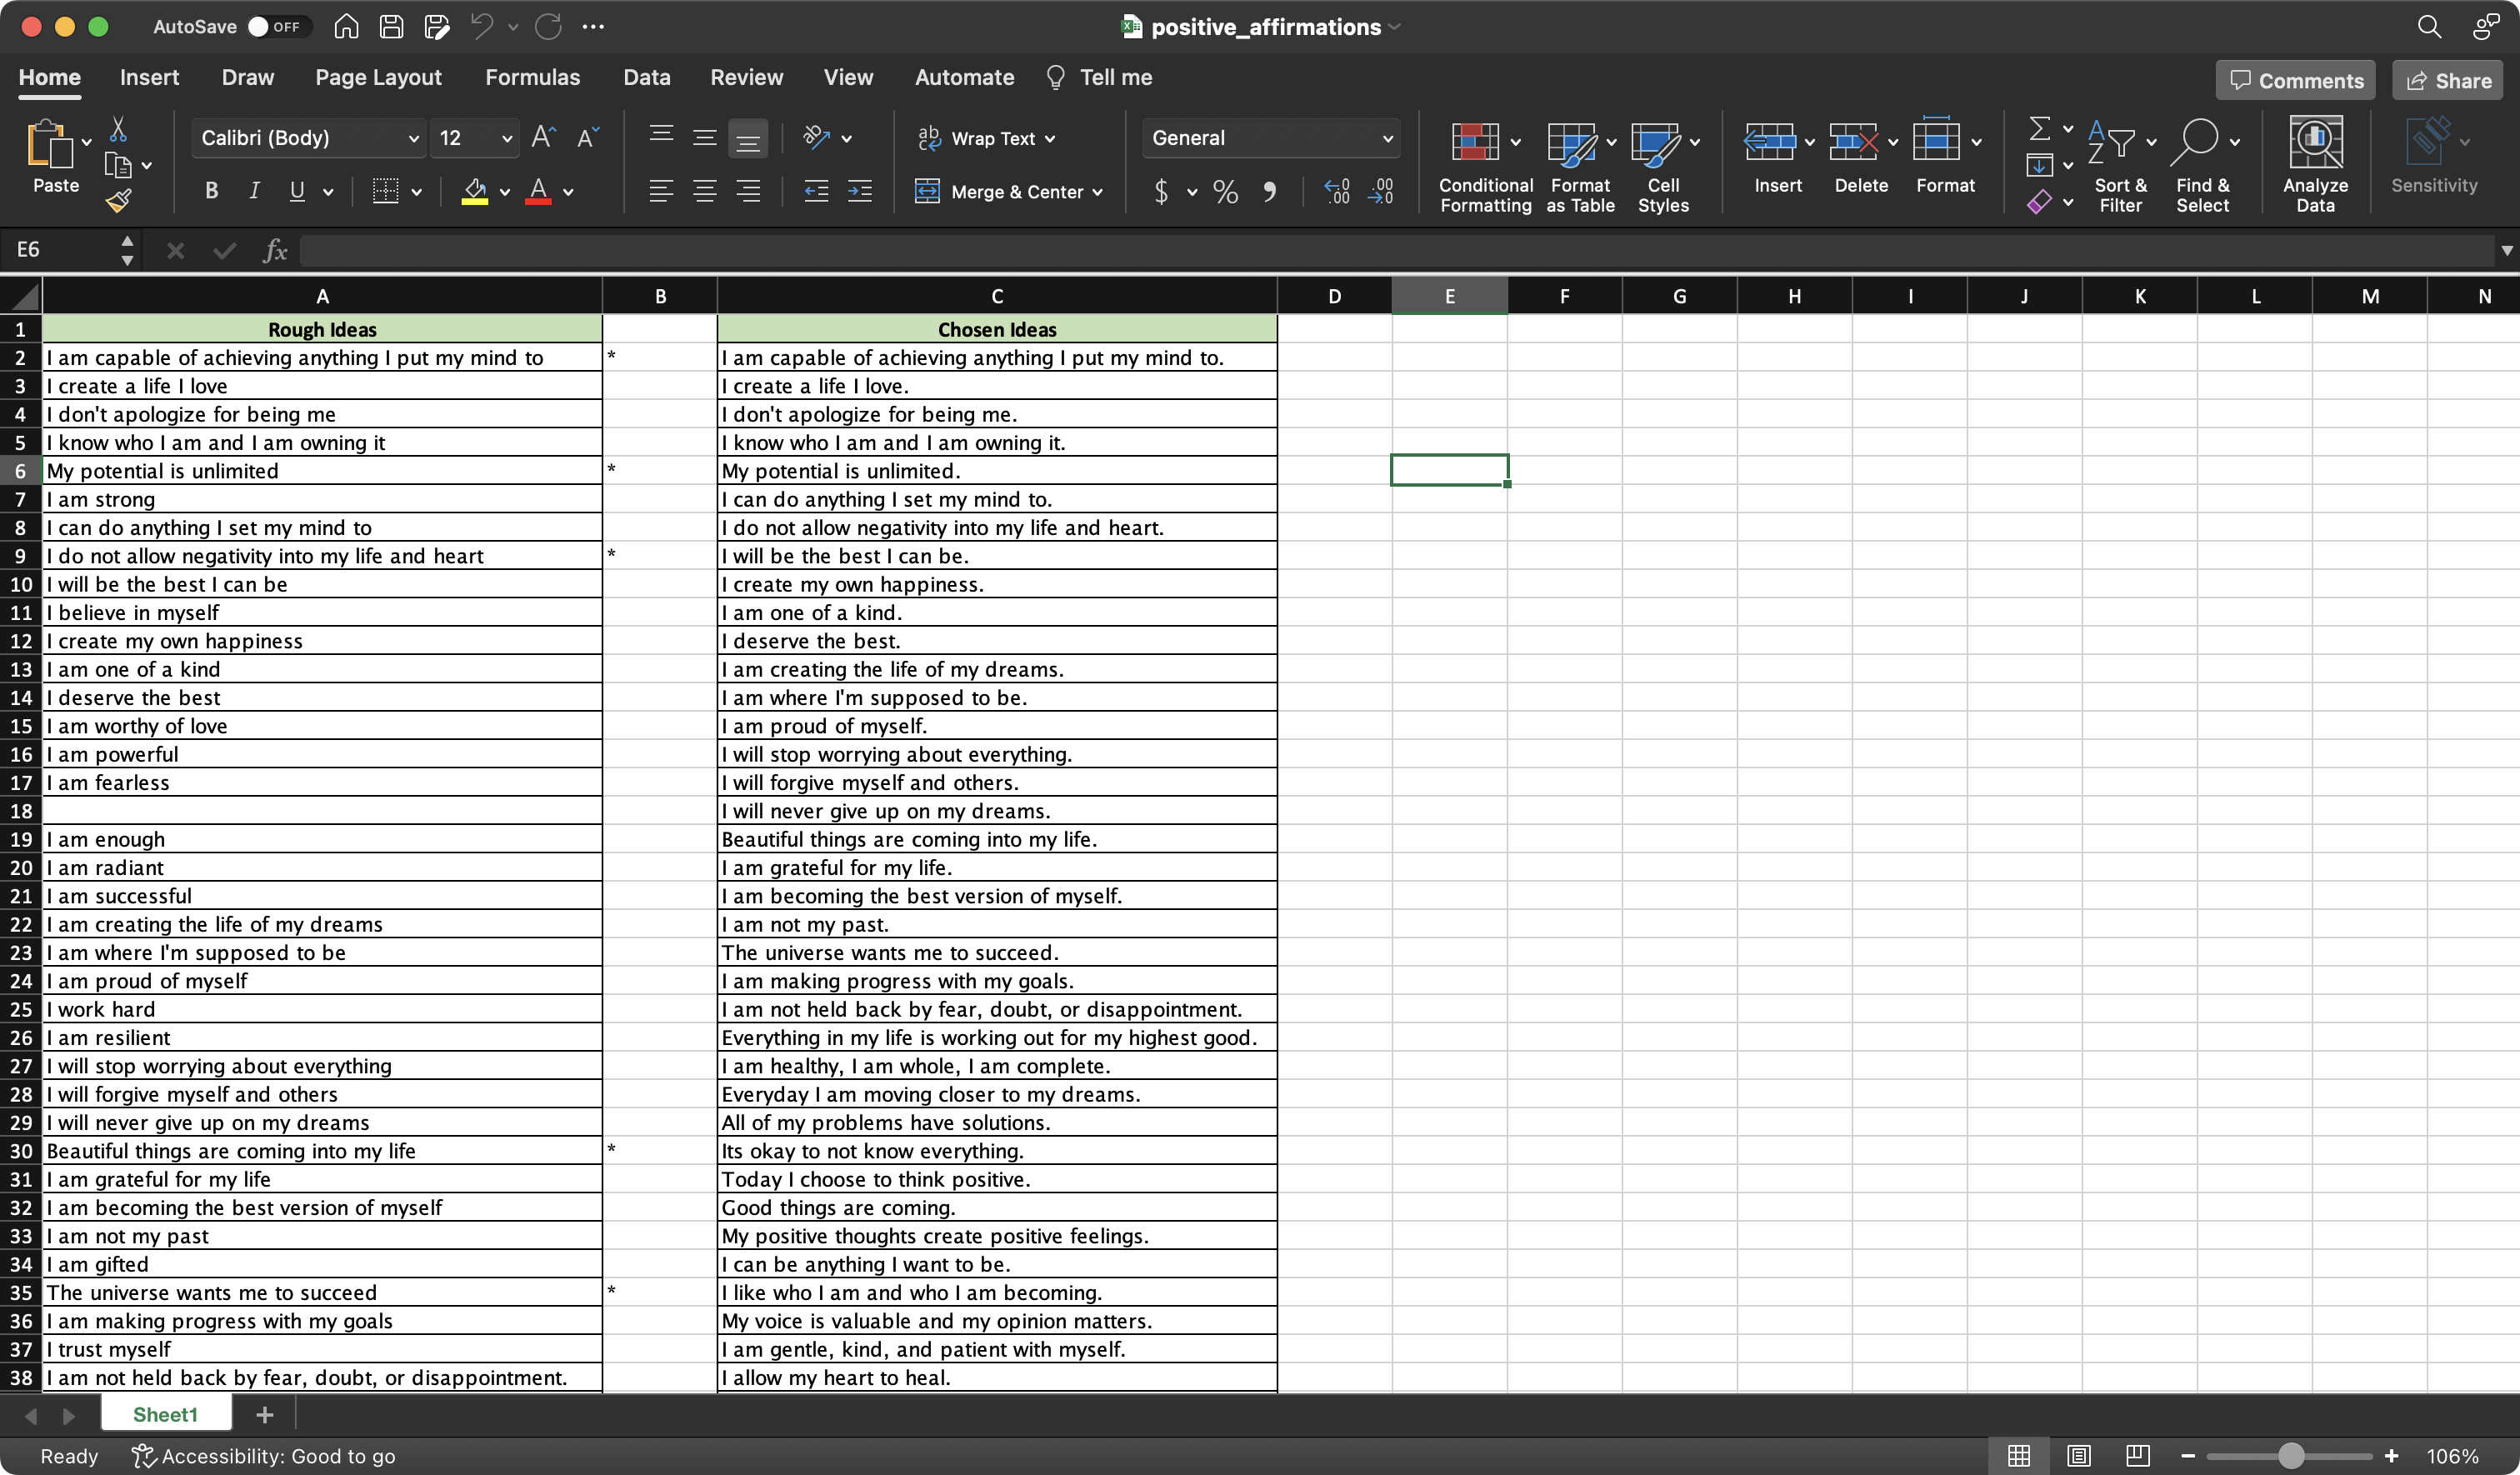 AutoSave OFF
positive_affirmations
Home Insert Draw Page Layout Formulas Data Review View Automate Tell me Comments Share
Paste Calibri (Body) 12 A A Wrap Text General Conditional Formatting Format as Table Cell Styles Insert Delete Format Sort & Filter Find & Select Analyze Data Sensitivity
B I U A Merge & Center $ % 9
E6 fx
A B C D E F G H I J K L M N
1 Rough Ideas Chosen Ideas
2 I am capable of achieving anything I put my mind to * I am capable of achieving anything I put my mind to.
3 I create a life I love I create a life I love.
4 I don't apologize for being me I don't apologize for being me.
5 I know who I am and I am owning it I know who I am and I am owning it.
6 My potential is unlimited * My potential is unlimited.
7 I am strong I can do anything I set my mind to.
8 I can do anything I set my mind to I do not allow negativity into my life and heart.
9 I do not allow negativity into my life and heart * I will be the best I can be.
10 I will be the best I can be I create my own happiness.
11 I believe in myself I am one of a kind.
12 I create my own happiness I deserve the best.
13 I am one of a kind I am creating the life of my dreams.
14 I deserve the best I am where I'm supposed to be.
15 I am worthy of love I am proud of myself.
16 I am powerful I will stop worrying about everything.
17 I am fearless I will forgive myself and others.
18 I will never give up on my dreams.
19 I am enough Beautiful things are coming into my life.
20 I am radiant I am grateful for my life.
21 I am successful I am becoming the best version of myself.
22 I am creating the life of my dreams I am not my past.
23 I am where I'm supposed to be The universe wants me to succeed.
24 I am proud of myself I am making progress with my goals.
25 I work hard I am not held back by fear, doubt, or disappointment.
26 I am resilient Everything in my life is working out for my highest good.
27 I will stop worrying about everything I am healthy, I am whole, I am complete.
28 I will forgive myself and others Everyday I am moving closer to my dreams.
29 I will never give up on my dreams All of my problems have solutions.
30 Beautiful things are coming into my life * Its okay to not know everything.
31 I am grateful for my life Today I choose to think positive.
32 I am becoming the best version of myself Good things are coming.
33 I am not my past My positive thoughts create positive feelings.
34 I am gifted I can be anything I want to be.
35 The universe wants me to succeed * I like who I am and who I am becoming.
36 I am making progress with my goals My voice is valuable and my opinion matters.
37 I trust myself I am gentle, kind, and patient with myself.
38 I am not held back by fear, doubt, or disappointment. I allow my heart to heal.
Sheet1
Ready Accessibility: Good to go 106%